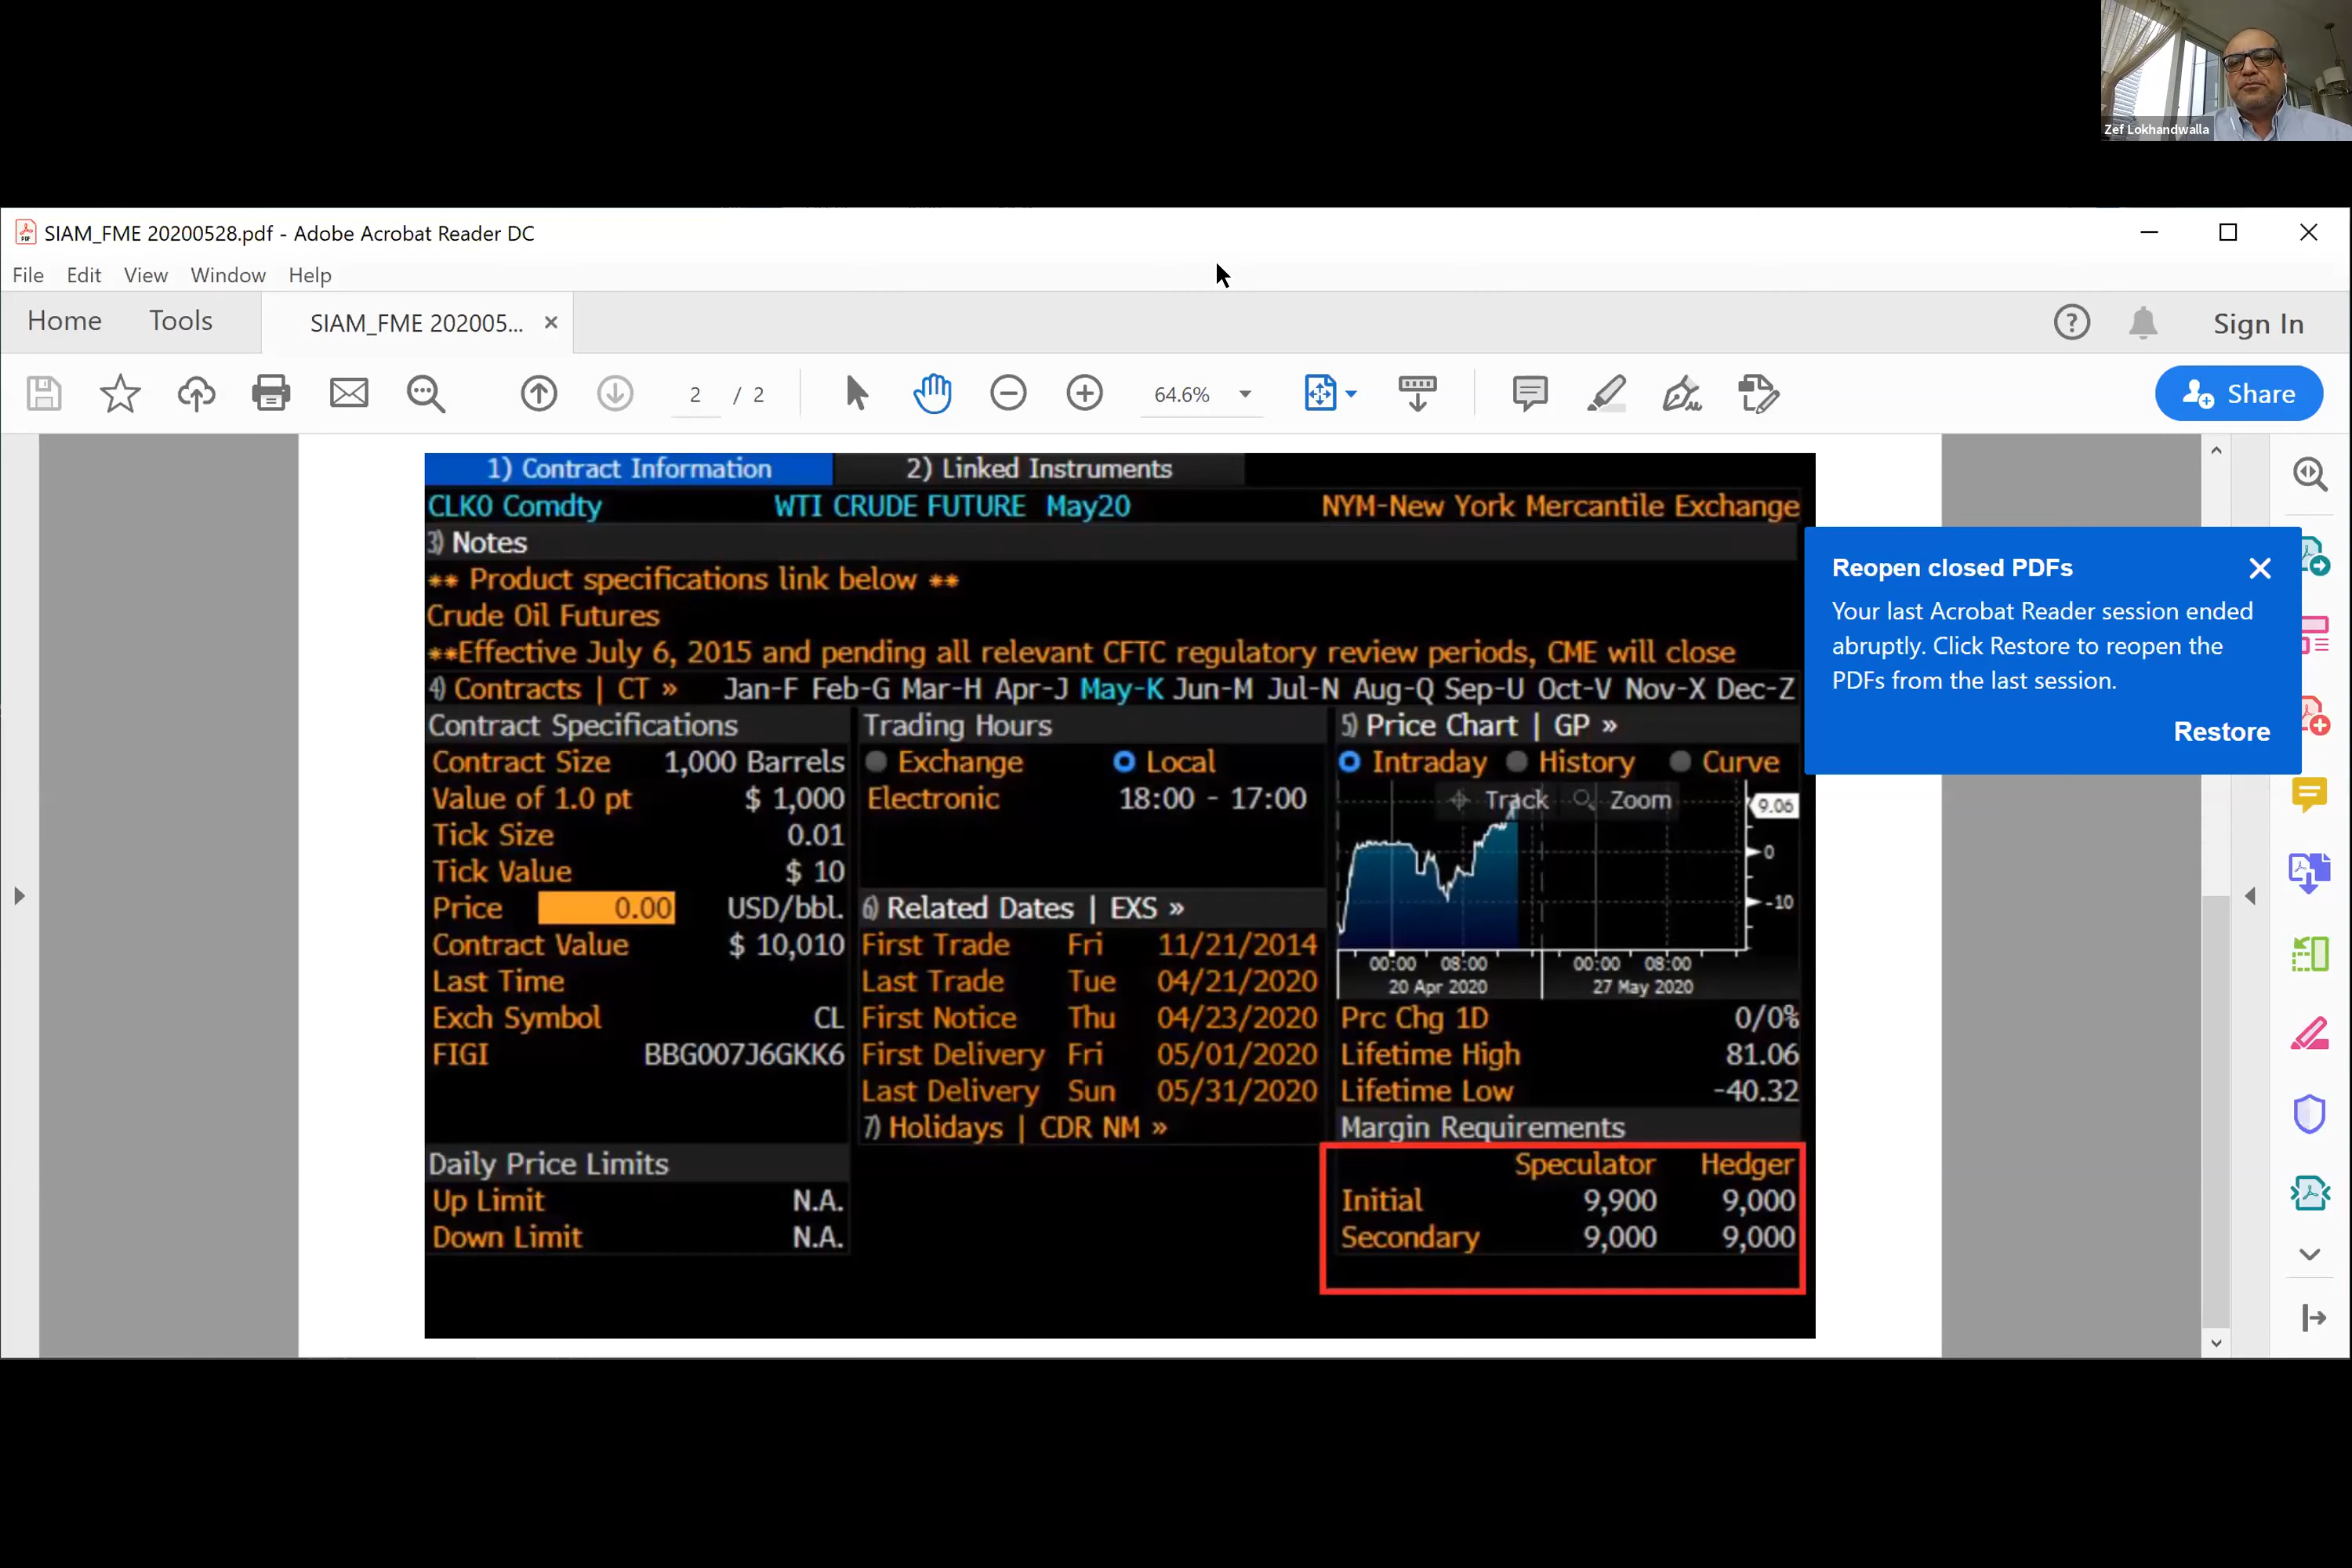 Zef Lokhandwalla
SIAM_FME 20200528.pdf - Adobe Acrobat Reader DC
File Edit View Window Help
Home Tools SIAM_FME 202005... × Sign In
2 / 2 64.6% Share
1) Contract Information 2) Linked Instruments
CLK0 Comdty WTI CRUDE FUTURE May20 NYM-New York Mercantile Exchange
3) Notes
** Product specifications link below **
Crude Oil Futures
**Effective July 6, 2015 and pending all relevant CFTC regulatory review periods, CME will close
4) Contracts | CT » Jan-F Feb-G Mar-H Apr-J May-K Jun-M Jul-N Aug-Q Sep-U Oct-V Nov-X Dec-Z
Contract Specifications
Contract Size 1,000 Barrels
Value of 1.0 pt $ 1,000
Tick Size 0.01
Tick Value $ 10
Price 0.00 USD/bbl.
Contract Value $ 10,010
Last Time
Exch Symbol CL
FIGI BBG007J6GKK6
Daily Price Limits
Up Limit N.A.
Down Limit N.A.
Trading Hours
Exchange Local
Electronic 18:00 - 17:00
6) Related Dates | EXS »
First Trade Fri 11/21/2014
Last Trade Tue 04/21/2020
First Notice Thu 04/23/2020
First Delivery Fri 05/01/2020
Last Delivery Sun 05/31/2020
7) Holidays | CDR NM »
5) Price Chart | GP »
Intraday History Curve
Track Zoom
9.06
0
-10
00:00 08:00 00:00 08:00
20 Apr 2020 27 May 2020
Prc Chg 1D 0/0%
Lifetime High 81.06
Lifetime Low -40.32
Margin Requirements
Speculator Hedger
Initial 9,900 9,000
Secondary 9,000 9,000
Reopen closed PDFs
Your last Acrobat Reader session ended
abruptly. Click Restore to reopen the
PDFs from the last session.
Restore